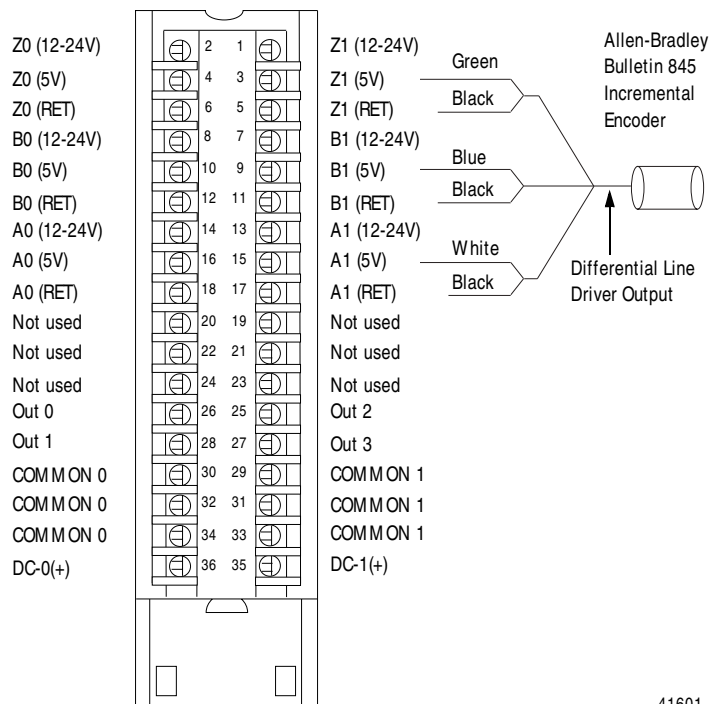 Z0 (12-24V) 2 1 Z1 (12-24V)
Z0 (5V) 4 3 Z1 (5V)
Z0 (RET) 6 5 Z1 (RET)
B0 (12-24V) 8 7 B1 (12-24V)
B0 (5V) 10 9 B1 (5V)
B0 (RET) 12 11 B1 (RET)
A0 (12-24V) 14 13 A1 (12-24V)
A0 (5V) 16 15 A1 (5V)
A0 (RET) 18 17 A1 (RET)
Not used 20 19 Not used
Not used 22 21 Not used
Not used 24 23 Not used
Out 0 26 25 Out 2
Out 1 28 27 Out 3
COMMON 0 30 29 COMMON 1
COMMON 0 32 31 COMMON 1
COMMON 0 34 33 COMMON 1
DC-0(+) 36 35 DC-1(+)
Green
Black
Blue
Black
White
Black
Allen-Bradley
Bulletin 845
Incremental
Encoder
Differential Line
Driver Output
41601